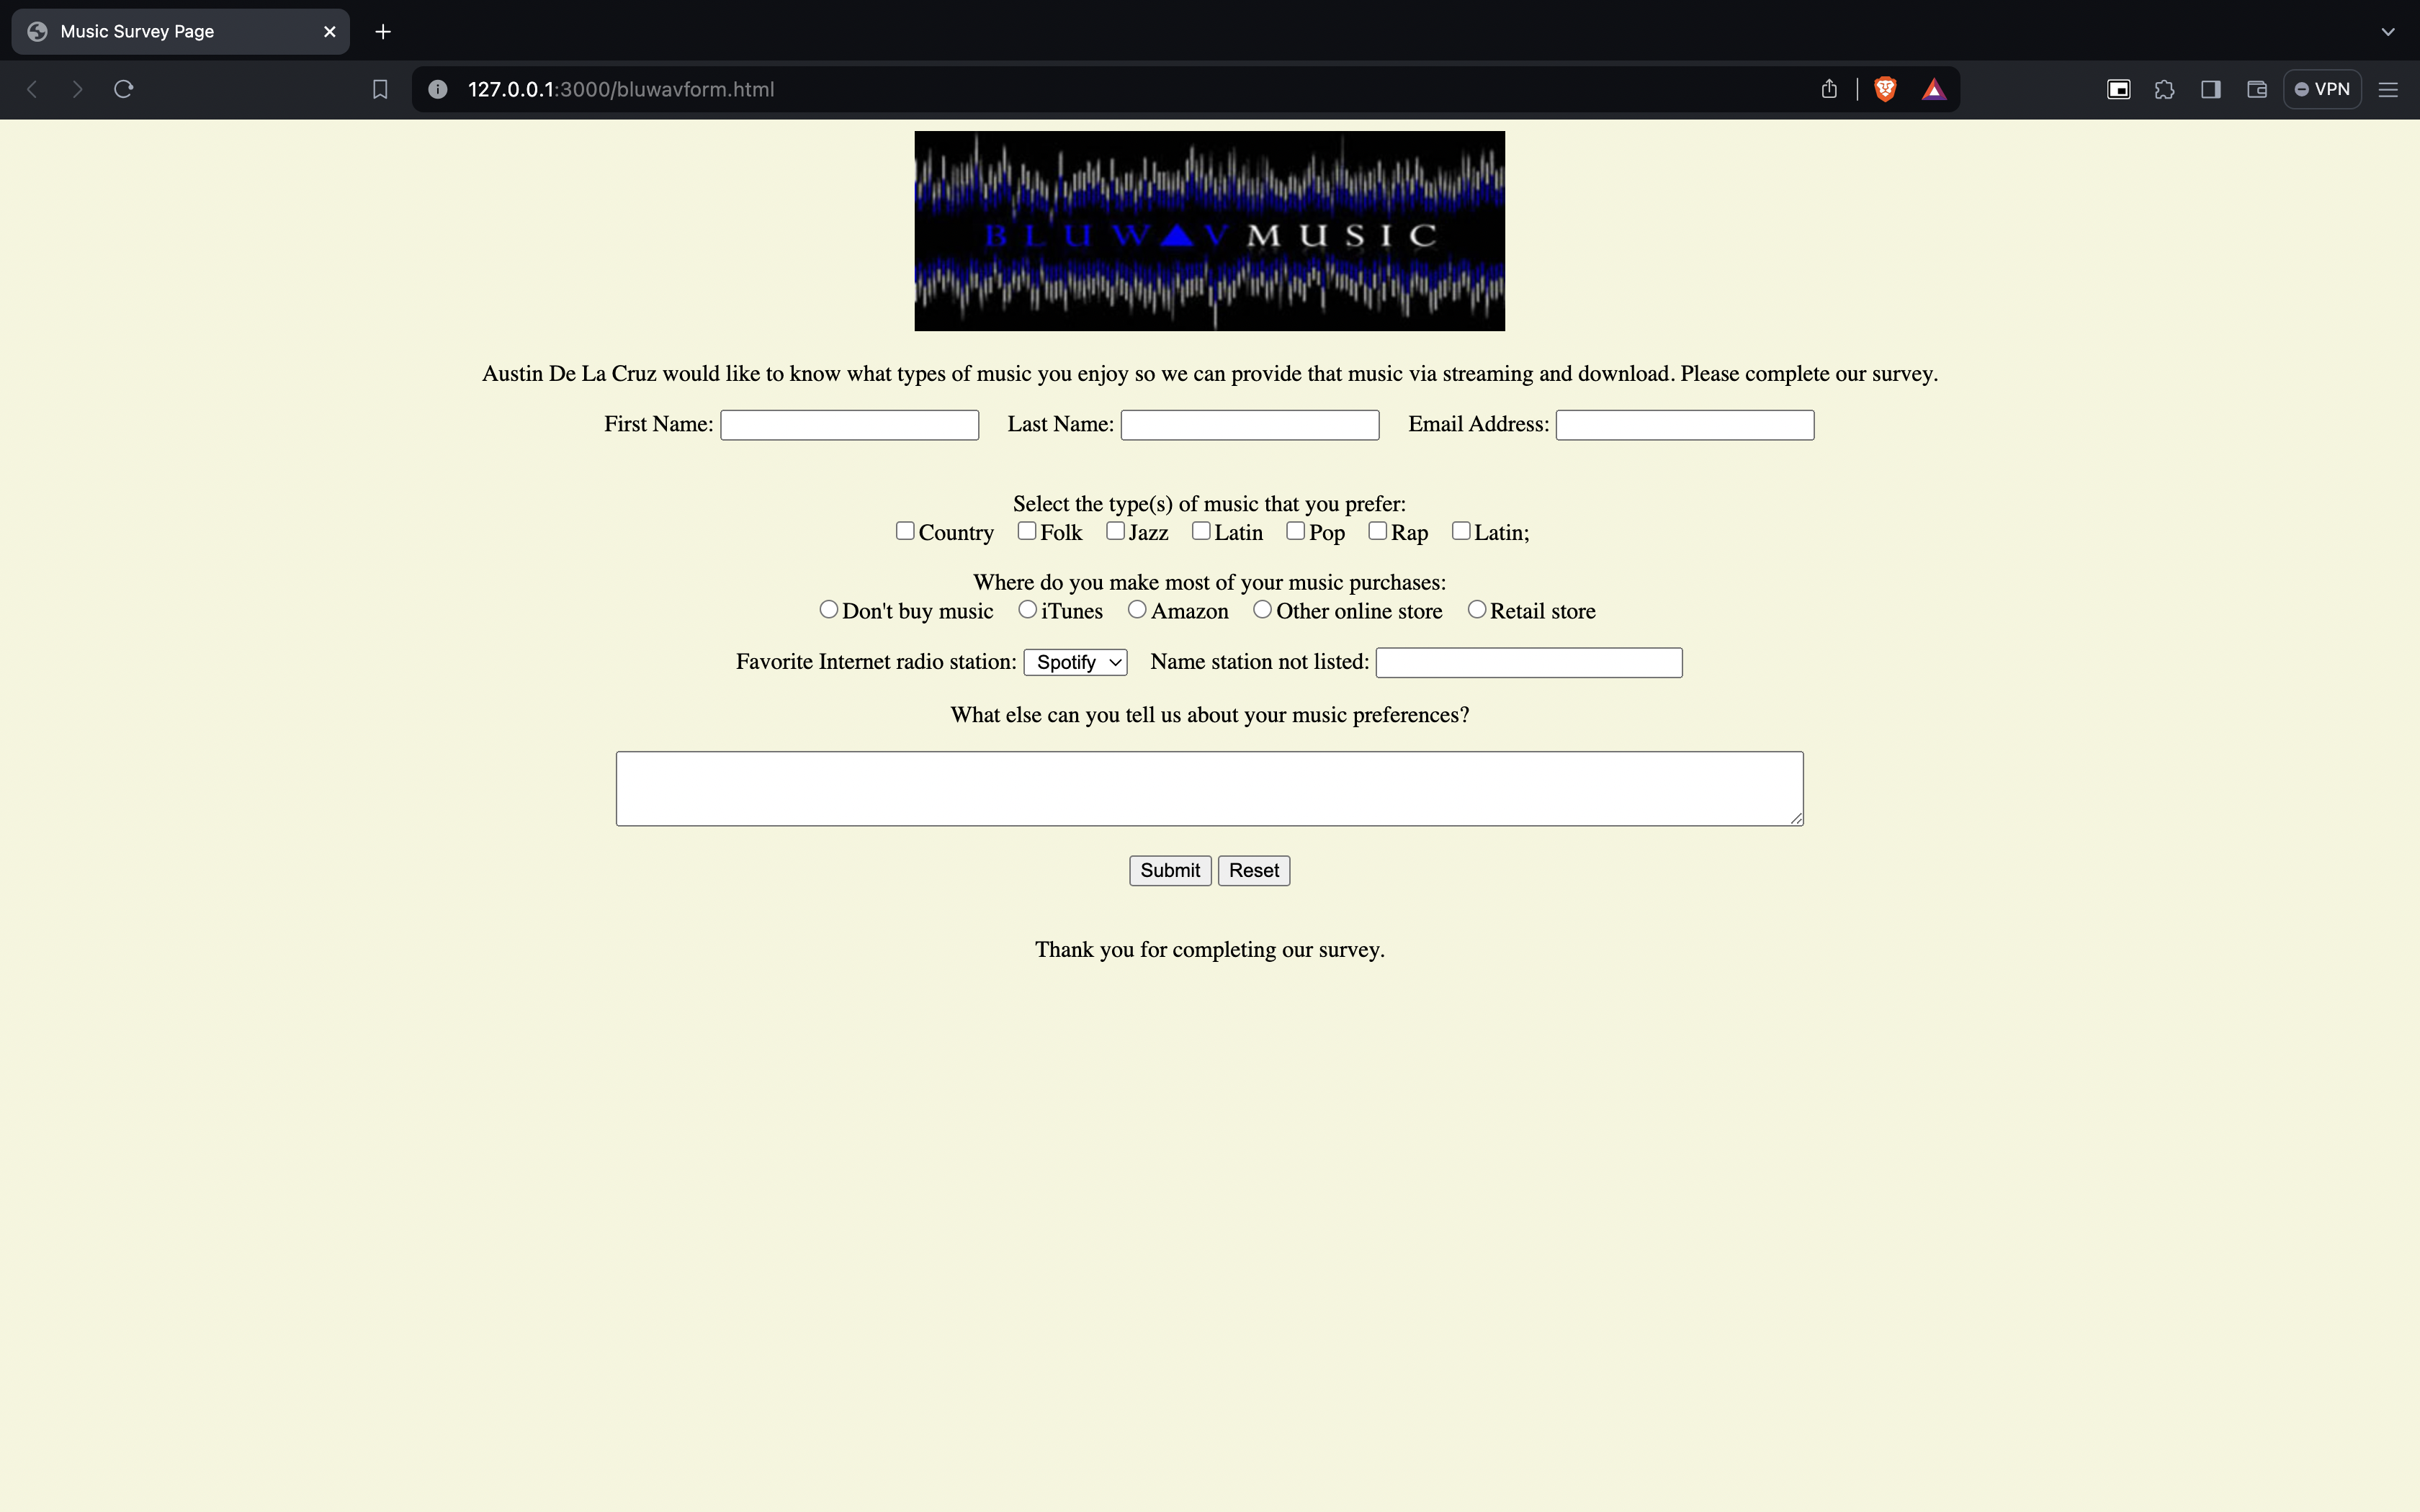 Music Survey Page
127.0.0.1:3000/bluwavform.html
VPN
BLUWAVMUSIC
Austin De La Cruz would like to know what types of music you enjoy so we can provide that music via streaming and download. Please complete our survey.
First Name: Last Name: Email Address:
Select the type(s) of music that you prefer:
Country Folk Jazz Latin Pop Rap Latin;
Where do you make most of your music purchases:
Don't buy music iTunes Amazon Other online store Retail store
Favorite Internet radio station: Spotify Name station not listed:
What else can you tell us about your music preferences?
Submit Reset
Thank you for completing our survey.